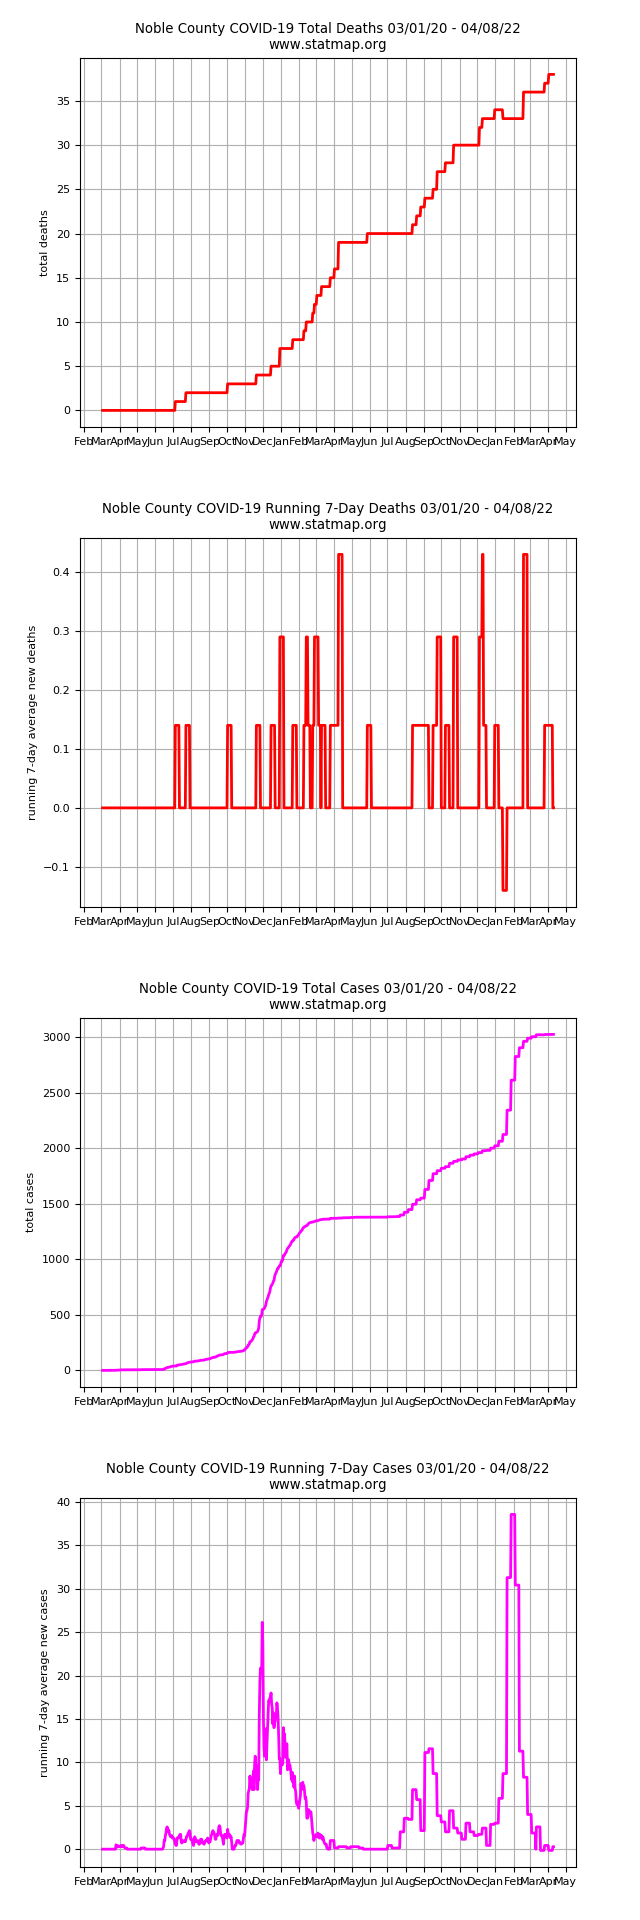 Noble County COVID-19 Total Deaths 03/01/20 - 04/08/22
www.statmap.org
35
30
25
20
15
10
5
0
total deaths
Feb Mar Apr May Jun Jul Aug Sep Oct Nov Dec Jan Feb Mar Apr May Jun Jul Aug Sep Oct Nov Dec Jan Feb Mar Apr May
Noble County COVID-19 Running 7-Day Deaths 03/01/20 - 04/08/22
www.statmap.org
0.4
0.3
0.2
0.1
0.0
−0.1
running 7-day average new deaths
Feb Mar Apr May Jun Jul Aug Sep Oct Nov Dec Jan Feb Mar Apr May Jun Jul Aug Sep Oct Nov Dec Jan Feb Mar Apr May
Noble County COVID-19 Total Cases 03/01/20 - 04/08/22
www.statmap.org
3000
2500
2000
1500
1000
500
0
total cases
Feb Mar Apr May Jun Jul Aug Sep Oct Nov Dec Jan Feb Mar Apr May Jun Jul Aug Sep Oct Nov Dec Jan Feb Mar Apr May
Noble County COVID-19 Running 7-Day Cases 03/01/20 - 04/08/22
www.statmap.org
40
35
30
25
20
15
10
5
0
running 7-day average new cases
Feb Mar Apr May Jun Jul Aug Sep Oct Nov Dec Jan Feb Mar Apr May Jun Jul Aug Sep Oct Nov Dec Jan Feb Mar Apr May